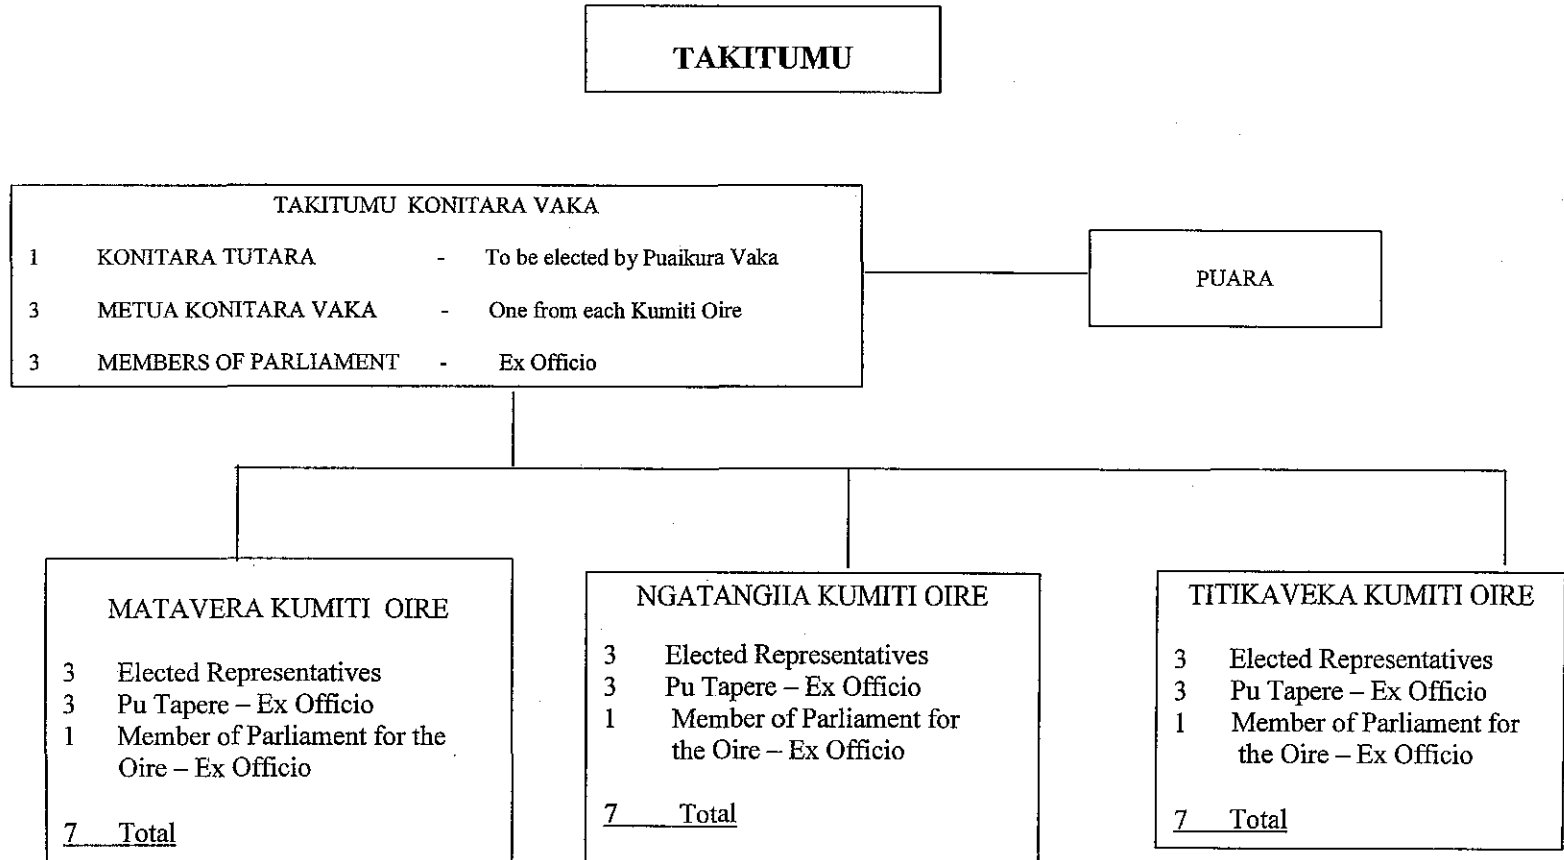 TAKITUMU
TAKITUMU KONITARA VAKA
1 KONITARA TUTARA - To be elected by Puaikura Vaka
3 METUA KONITARA VAKA - One from each Kumiti Oire
3 MEMBERS OF PARLIAMENT - Ex Officio
PUARA
MATAVERA KUMITI OIRE
3 Elected Representatives
3 Pu Tapere – Ex Officio
1 Member of Parliament for the
Oire – Ex Officio
7 Total
NGATANGIIA KUMITI OIRE
3 Elected Representatives
3 Pu Tapere – Ex Officio
1 Member of Parliament for
the Oire – Ex Officio
7 Total
TITIKAVEKA KUMITI OIRE
3 Elected Representatives
3 Pu Tapere – Ex Officio
1 Member of Parliament for
the Oire – Ex Officio
7 Total